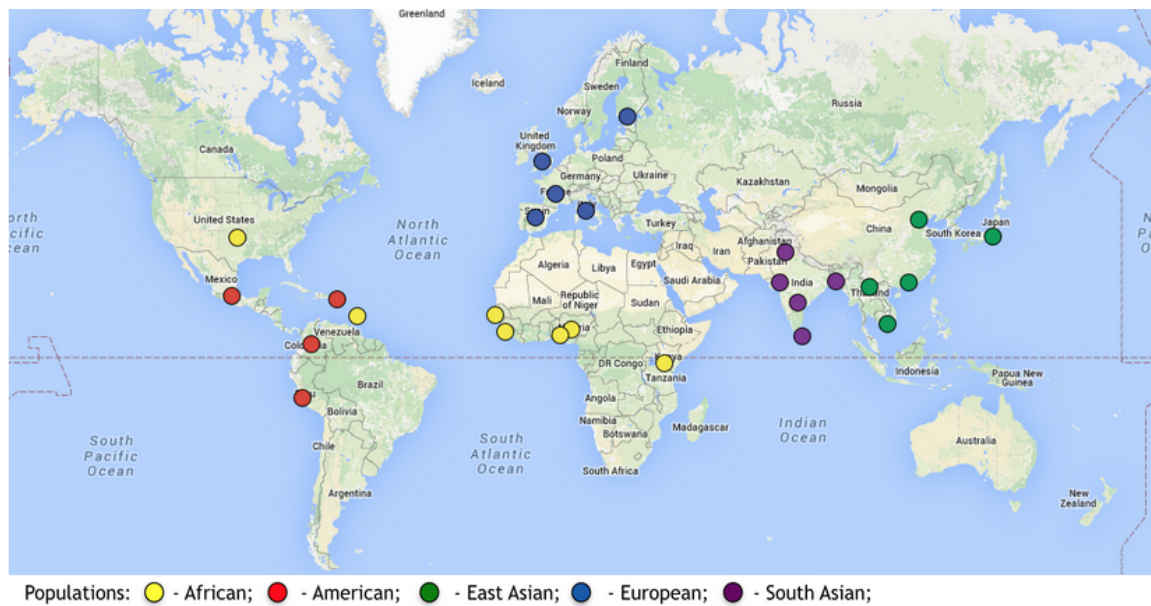 Greenland
Iceland
Finland
Sweden
Norway
Russia
United
Kingdom
Canada
Poland
Germany
Ukraine
Kazakhstan
Mongolia
North
Atlantic
Ocean
United States
Spain
Turkey
China
South Korea
Japan
Afghanistan
Iraq
Iran
Pakistan
Algeria
Libya
Egypt
Saudi Arabia
India
Mexico
Mali
Republic
of Niger
Sudan
Thailand
Venezuela
Ethiopia
Kenya
DR Congo
Tanzania
Indonesia
Papua New
Guinea
Brazil
Angola
Bolivia
Namibia
Botswana
Madagascar
Indian
Ocean
South
Pacific
Ocean
Chile
South
Atlantic
Ocean
Australia
South Africa
Argentina
New
Zealand
Populations: - African; - American; - East Asian; - European; - South Asian;